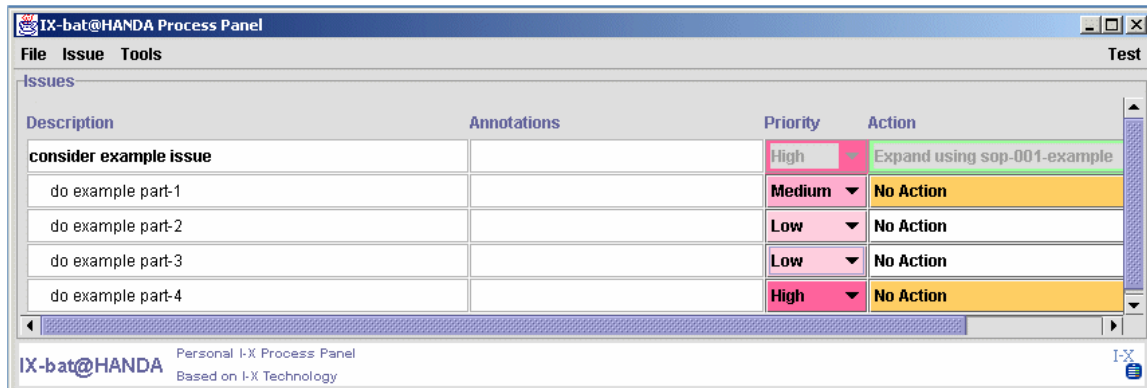 IX-bat@HANDA Process Panel
File Issue Tools Test
Issues
Description Annotations Priority Action
consider example issue High Expand using sop-001-example
do example part-1 Medium No Action
do example part-2 Low No Action
do example part-3 Low No Action
do example part-4 High No Action
IX-bat@HANDA
Personal I-X Process Panel
Based on I-X Technology
I-X